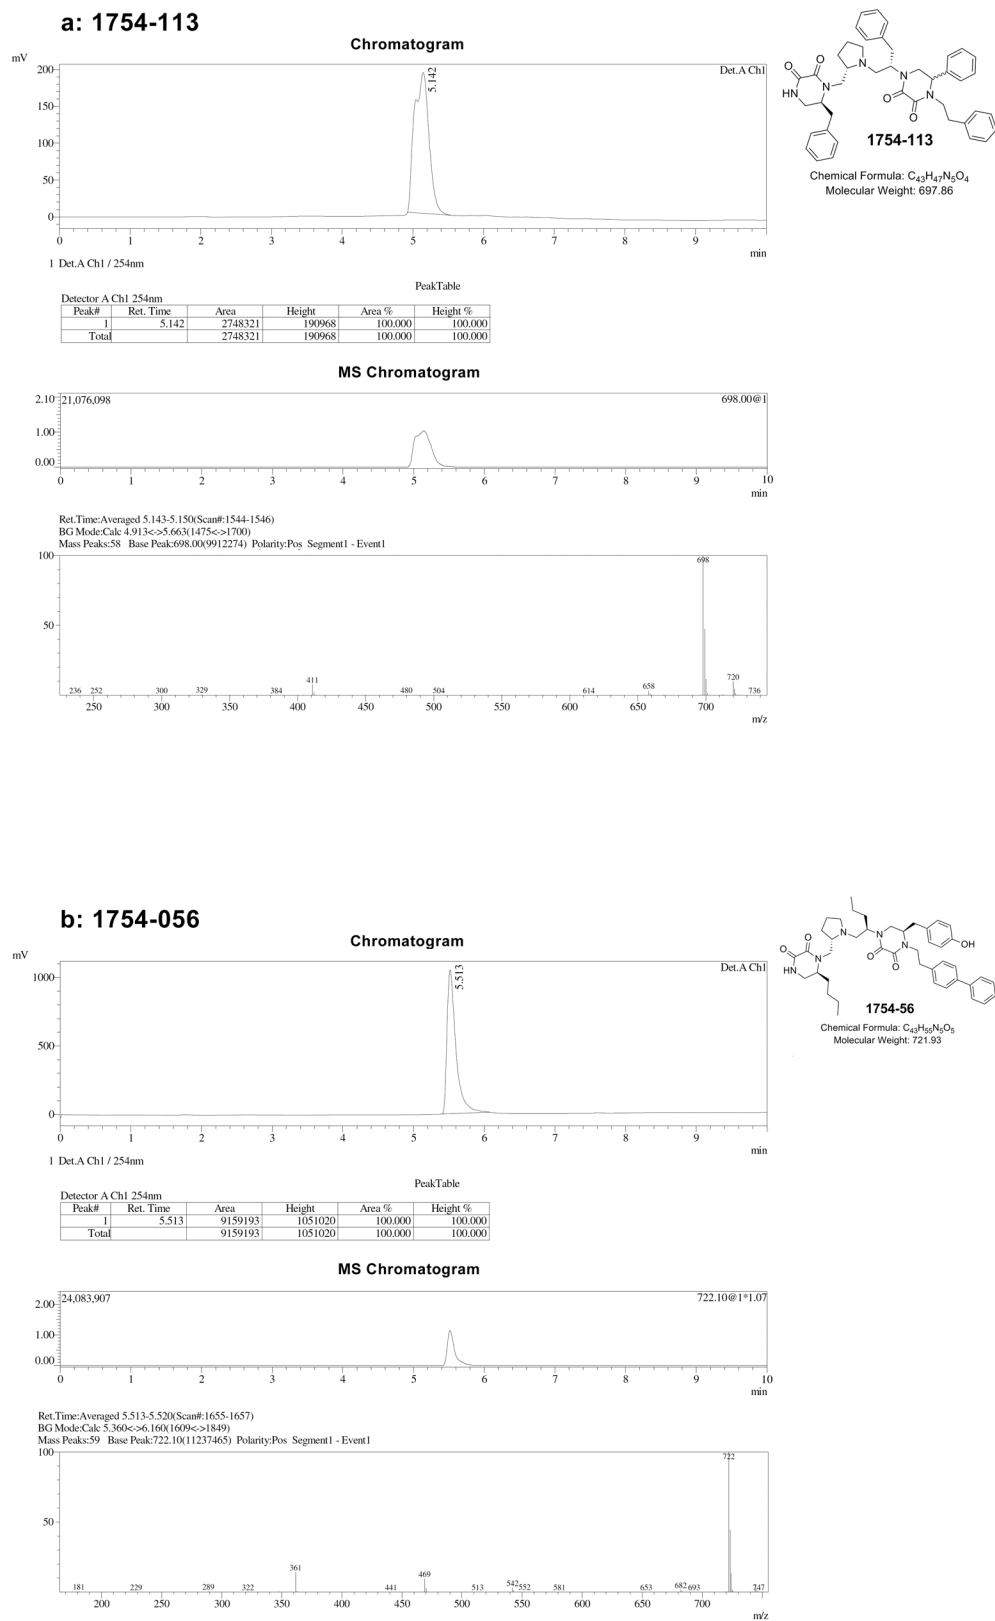 a: 1754-113
Chromatogram
mV
Det.A Ch1
5.142
200
150
100
50
0
0 1 2 3 4 5 6 7 8 9
min
1 Det.A Ch1 / 254nm
O
O
N
HN
N
N
O
O
N
1754-113
Chemical Formula: C43H47N5O4
Molecular Weight: 697.86
PeakTable
Detector A Ch1 254nm
Peak# Ret. Time Area Height Area % Height %
1 5.142 2748321 190968 100.000 100.000
Total 2748321 190968 100.000 100.000
MS Chromatogram
21,076,098 698.00@1
2.10
1.00
0.00
0 1 2 3 4 5 6 7 8 9 10
min
Ret.Time:Averaged 5.143-5.150(Scan#:1544-1546)
BG Mode:Calc 4.913<->5.663(1475<->1700)
Mass Peaks:58 Base Peak:698.00(9912274) Polarity:Pos Segment1 - Event1
100
50
236 252 300 329 384 411 480 504 614 658 698 720 736
250 300 350 400 450 500 550 600 650 700
m/z
b: 1754-056
Chromatogram
mV
Det.A Ch1
5.513
1000
500
0
0 1 2 3 4 5 6 7 8 9
min
1 Det.A Ch1 / 254nm
O
O
N
HN
N
N
O
O
N
OH
1754-56
Chemical Formula: C43H55N5O5
Molecular Weight: 721.93
PeakTable
Detector A Ch1 254nm
Peak# Ret. Time Area Height Area % Height %
1 5.513 9159193 1051020 100.000 100.000
Total 9159193 1051020 100.000 100.000
MS Chromatogram
24,083,907 722.10@1*1.07
2.00
1.00
0.00
0 1 2 3 4 5 6 7 8 9 10
min
Ret.Time:Averaged 5.513-5.520(Scan#:1655-1657)
BG Mode:Calc 5.360<->6.160(1609<->1849)
Mass Peaks:59 Base Peak:722.10(11237465) Polarity:Pos Segment1 - Event1
100
50
181 229 289 322 361 441 469 513 542 552 581 653 682 693 722 747
200 250 300 350 400 450 500 550 600 650 700
m/z